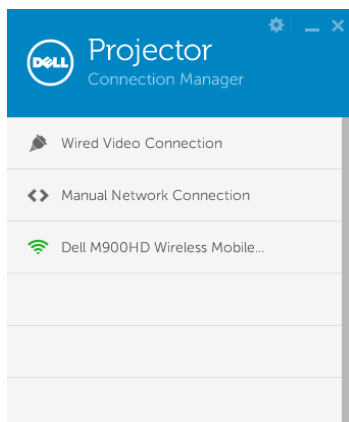 DELL
Projector
Connection Manager
Wired Video Connection
Manual Network Connection
Dell M900HD Wireless Mobile...